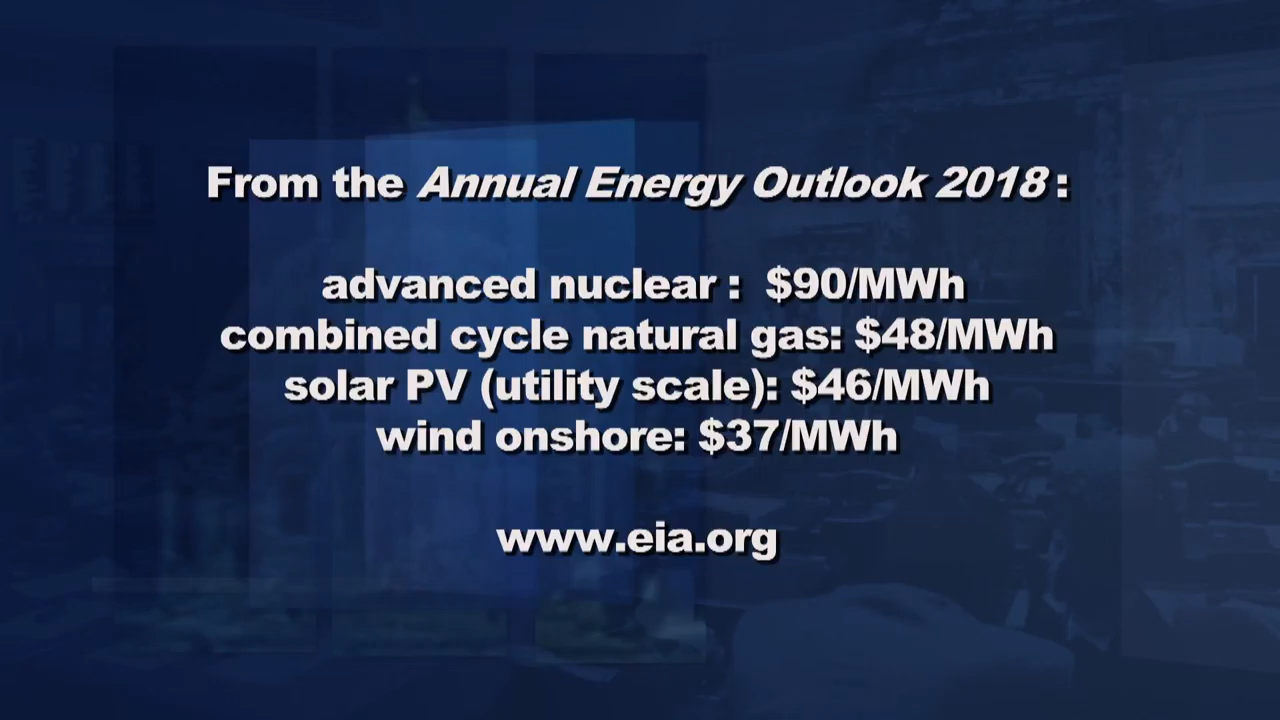 From the Annual Energy Outlook 2018 :
advanced nuclear : $90/MWh
combined cycle natural gas: $48/MWh
solar PV (utility scale): $46/MWh
wind onshore: $37/MWh
www.eia.org